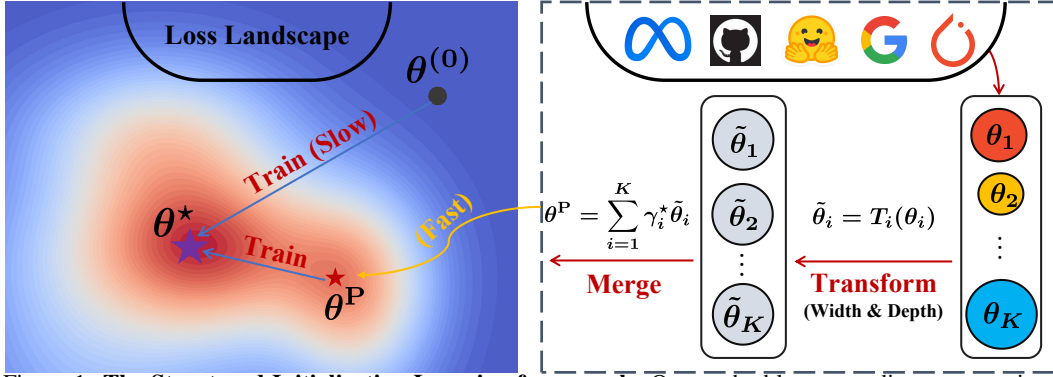 Loss Landscape
θ^(0)
Train (Slow)
θ^⋆
Train
(Fast)
θ^P
θ^P = ∑_{i=1}^{K} γ_i^⋆ θ̃_i
Merge
θ̃_1
θ̃_2
⋮
θ̃_K
θ̃_i = T_i(θ_i)
Transform
(Width & Depth)
θ_1
θ_2
⋮
θ_K